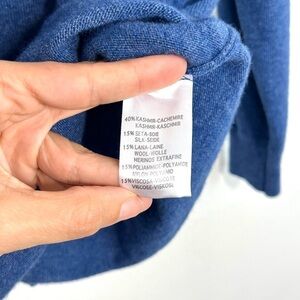 40% KASHMIR-CACHEMIRE
KASHMIR-KASCHMIR
15% SETA-SOIE
SILK-SEIDE
15% LANA-LAINE
WOOL-WOLLE
MERINOS EXTRAFINE
15% POLIAMMIDE-POLYAMIDE
NYLON POLYAMID
15% VISCOSA-VISCOSE
VISCOSE-VISKOSE